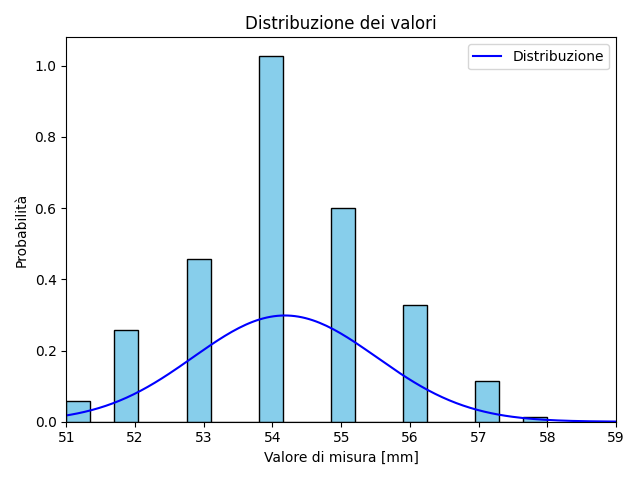 Distribuzione dei valori
Distribuzione
Probabilità
1.0
0.8
0.6
0.4
0.2
0.0
51 52 53 54 55 56 57 58 59
Valore di misura [mm]